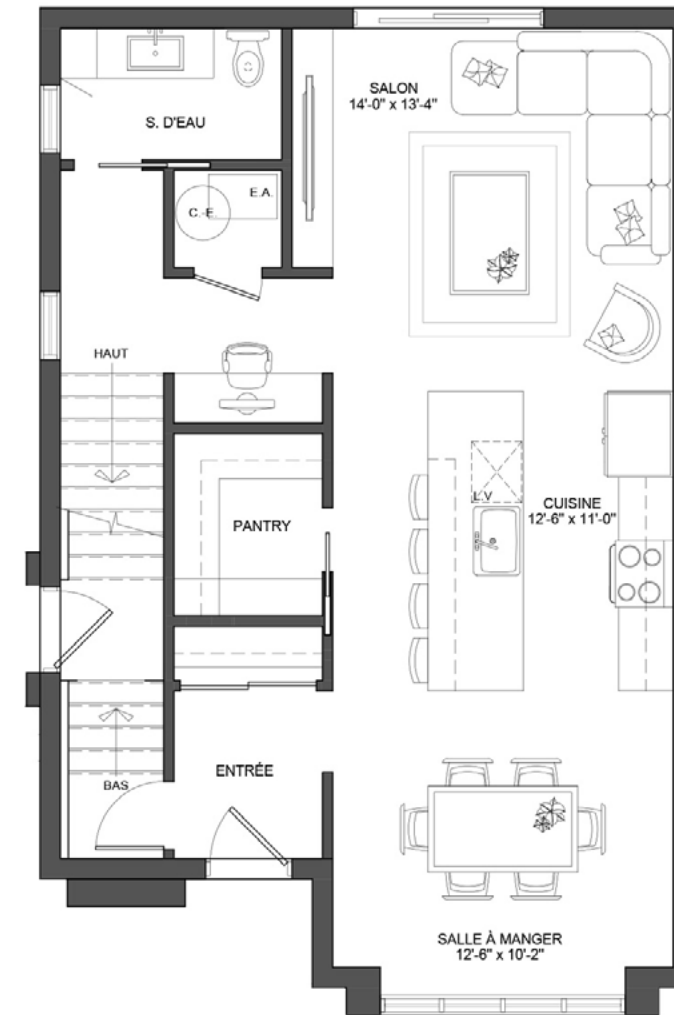 SALON
14'-0" x 13'-4"
S. D'EAU
E.A.
C.-E.
HAUT
L.V
CUISINE
12'-6" x 11'-0"
PANTRY
ENTRÉE
BAS
SALLE À MANGER
12'-6" x 10'-2"